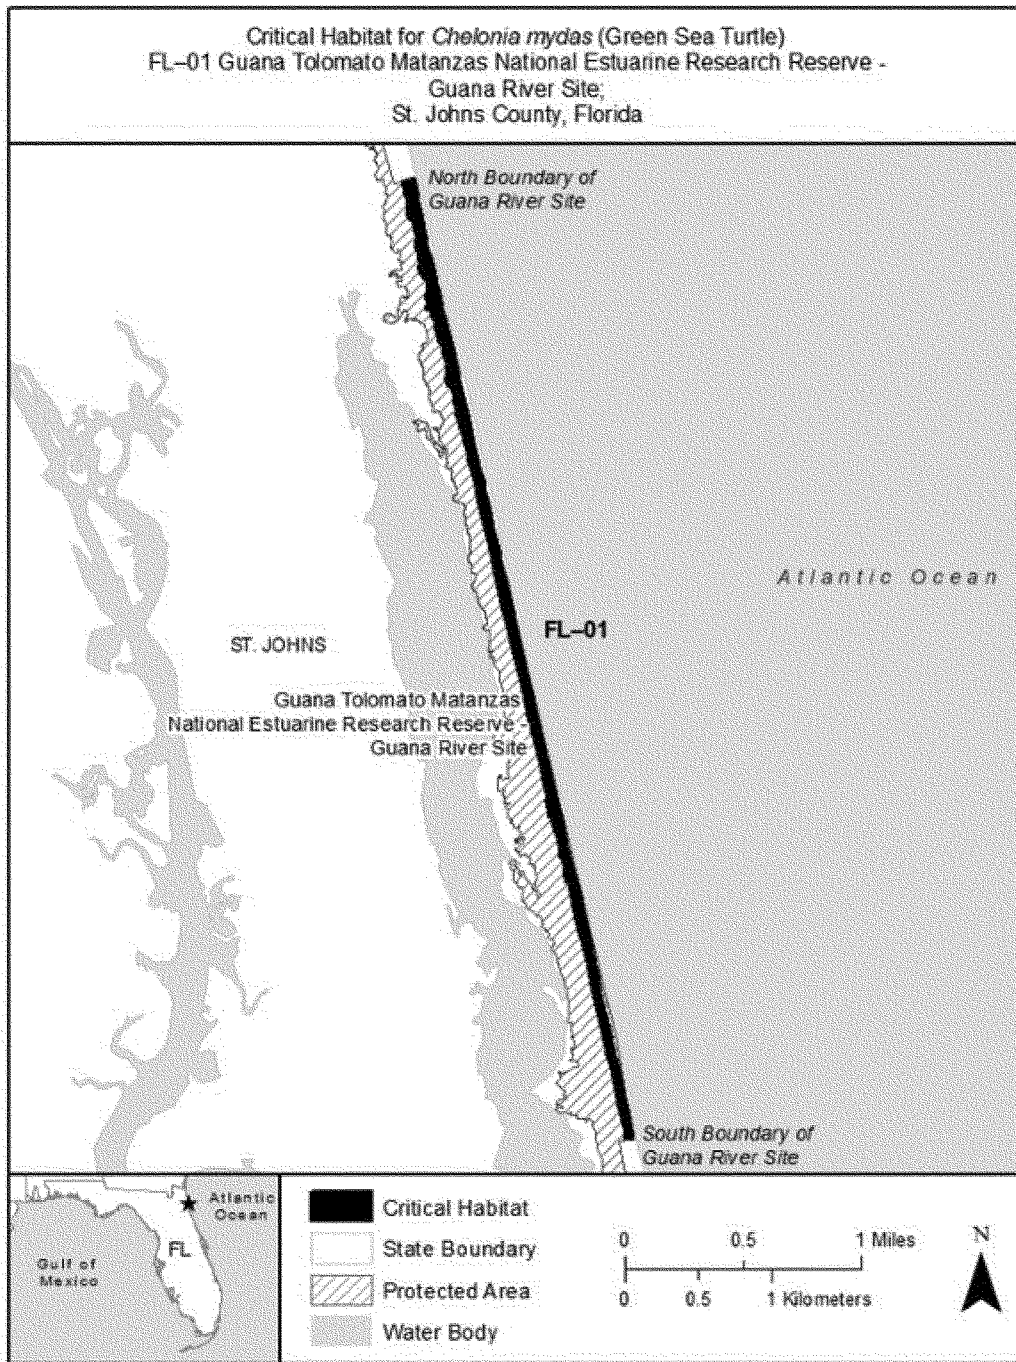 Critical Habitat for Chelonia mydas (Green Sea Turtle)
FL–01 Guana Tolomato Matanzas National Estuarine Research Reserve -
Guana River Site;
St. Johns County, Florida
North Boundary of
Guana River Site
Atlantic Ocean
FL–01
ST. JOHNS
Guana Tolomato Matanzas
National Estuarine Research Reserve -
Guana River Site
South Boundary of
Guana River Site
Atlantic
Ocean
FL
Gulf of
Mexico
Critical Habitat
State Boundary
Protected Area
Water Body
0 0.5 1 Miles
0 0.5 1 Kilometers
N